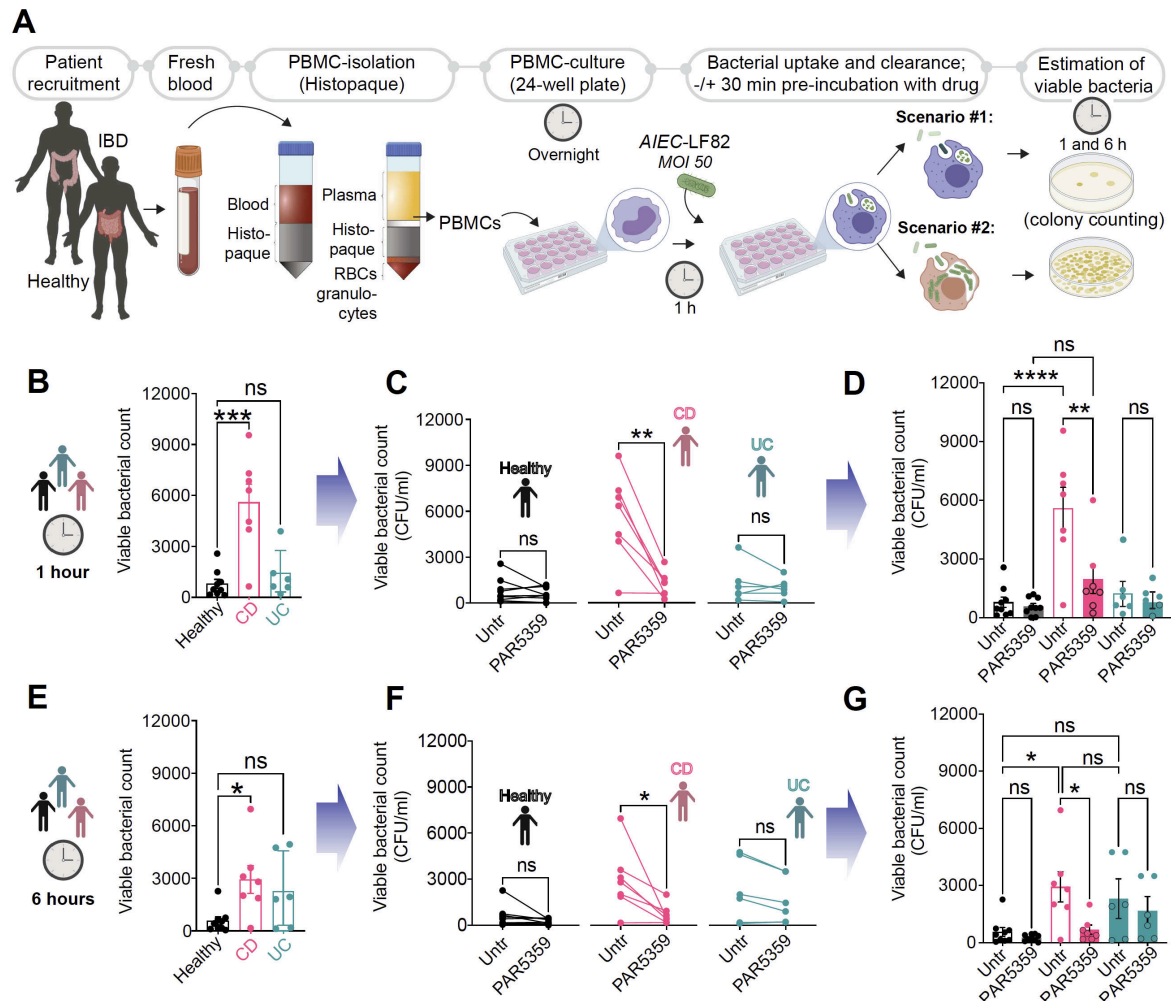 A
Patient
recruitment
Fresh
blood
PBMC-isolation
(Histopaque)
PBMC-culture
(24-well plate)
Bacterial uptake and clearance;
-/+ 30 min pre-incubation with drug
Estimation of
viable bacteria
IBD
Healthy
Blood
Histo-
paque
Plasma
Histo-
paque
RBCs
granulo-
cytes
PBMCs
Overnight
AIEC-LF82
MOI 50
1 h
Scenario #1:
Scenario #2:
1 and 6 h
(colony counting)
B
1 hour
Viable bacterial count
12000
9000
6000
3000
0
ns
***
Healthy
CD
UC
C
Viable bacterial count
(CFU/ml)
12000
9000
6000
3000
0
Healthy
ns
CD
**
UC
ns
Untr
PAR5359
Untr
PAR5359
Untr
PAR5359
D
Viable bacterial count
(CFU/ml)
12000
9000
6000
3000
0
ns
****
ns
**
ns
Untr
PAR5359
Untr
PAR5359
Untr
PAR5359
E
6 hours
Viable bacterial count
12000
9000
6000
3000
0
ns
*
Healthy
CD
UC
F
Viable bacterial count
(CFU/ml)
12000
9000
6000
3000
0
Healthy
ns
CD
*
UC
ns
Untr
PAR5359
Untr
PAR5359
Untr
PAR5359
G
Viable bacterial count
(CFU/ml)
12000
9000
6000
3000
0
ns
*
ns
ns
*
ns
Untr
PAR5359
Untr
PAR5359
Untr
PAR5359